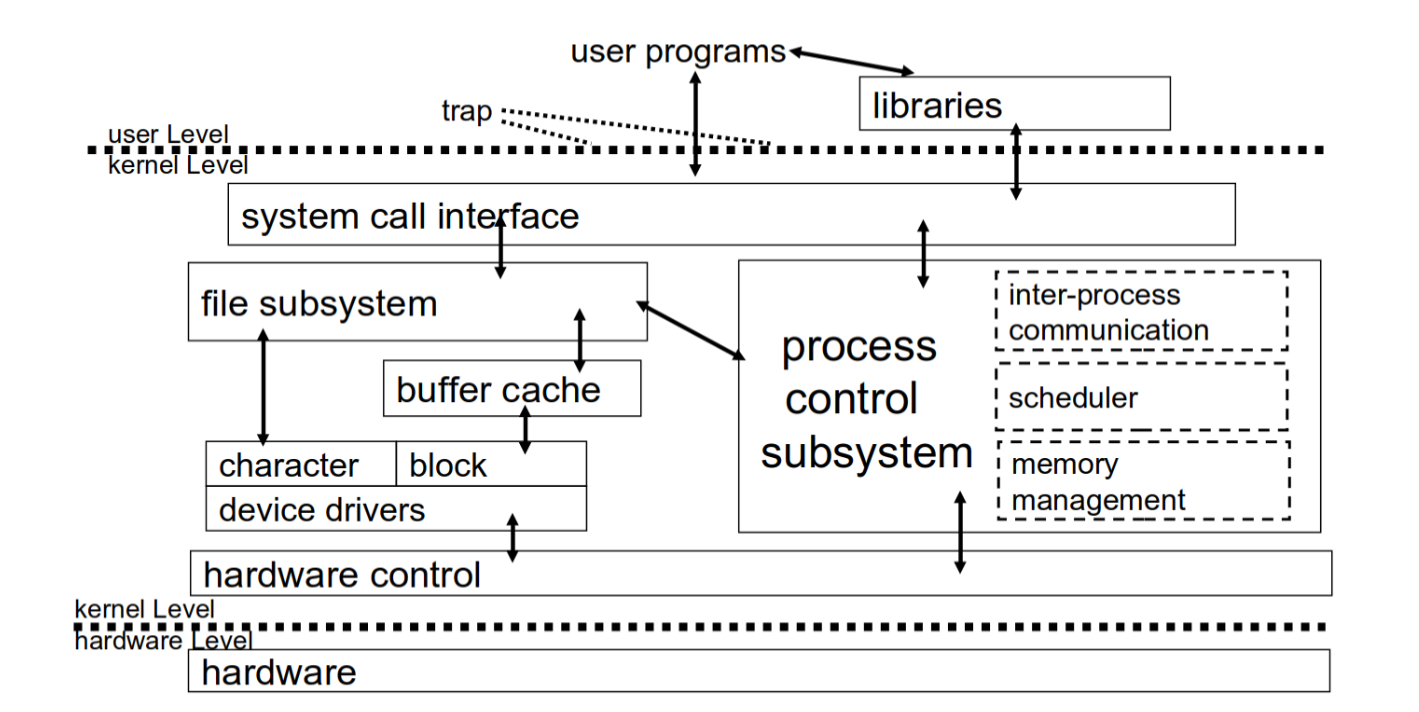 user programs
libraries
trap
user Level
kernel Level
system call interface
file subsystem
inter-process
communication
process
control
subsystem
buffer cache
scheduler
character
block
memory
management
device drivers
hardware control
kernel Level
hardware Level
hardware